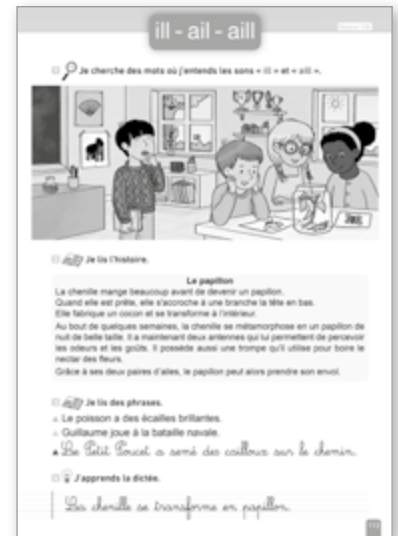 ill - ail - aill
Je cherche des mots où j'entends les sons « ill » et « aill ».
Je lis l'histoire.
Le papillon
La chenille mange beaucoup avant de devenir un papillon.
Quand elle est prête, elle s'accroche à une branche la tête en bas.
Elle fabrique un cocon et se transforme à l'intérieur.
Au bout de quelques semaines, la chenille se métamorphose en un papillon de
nuit de belle taille. Il a maintenant deux antennes qui lui permettent de percevoir
les odeurs et les goûts. Il possède aussi une trompe qu'il utilise pour boire le
nectar des fleurs.
Grâce à ses deux paires d'ailes, le papillon peut alors prendre son envol.
Je lis des phrases.
Le poisson a des écailles brillantes.
Guillaume joue à la bataille navale.
Le Petit Poucet a semé des cailloux sur le chemin.
J'apprends la dictée.
La chenille se transforme en papillon.